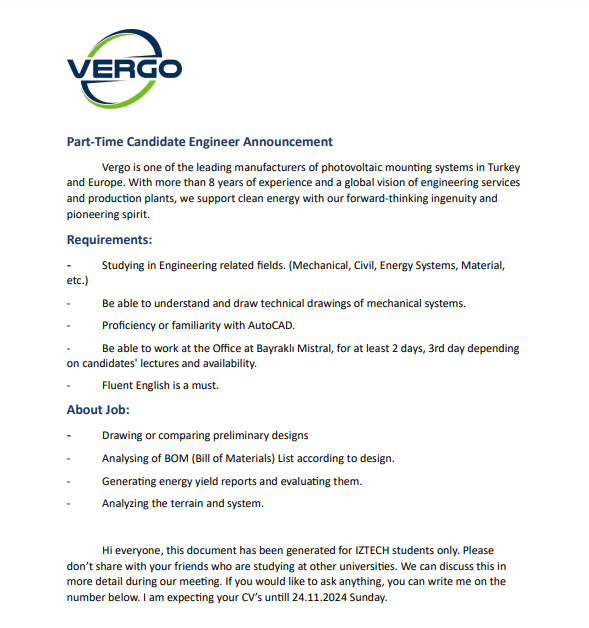 VERGO
Part-Time Candidate Engineer Announcement
Vergo is one of the leading manufacturers of photovoltaic mounting systems in Turkey
and Europe. With more than 8 years of experience and a global vision of engineering services
and production plants, we support clean energy with our forward-thinking ingenuity and
pioneering spirit.
Requirements:
- Studying in Engineering related fields. (Mechanical, Civil, Energy Systems, Material,
etc.)
- Be able to understand and draw technical drawings of mechanical systems.
- Proficiency or familiarity with AutoCAD.
- Be able to work at the Office at Bayraklı Mistral, for at least 2 days, 3rd day depending
on candidates' lectures and availability.
- Fluent English is a must.
About Job:
- Drawing or comparing preliminary designs
- Analysing of BOM (Bill of Materials) List according to design.
- Generating energy yield reports and evaluating them.
- Analyzing the terrain and system.
Hi everyone, this document has been generated for IZTECH students only. Please
don't share with your friends who are studying at other universities. We can discuss this in
more detail during our meeting. If you would like to ask anything, you can write me on the
number below. I am expecting your CV's untill 24.11.2024 Sunday.